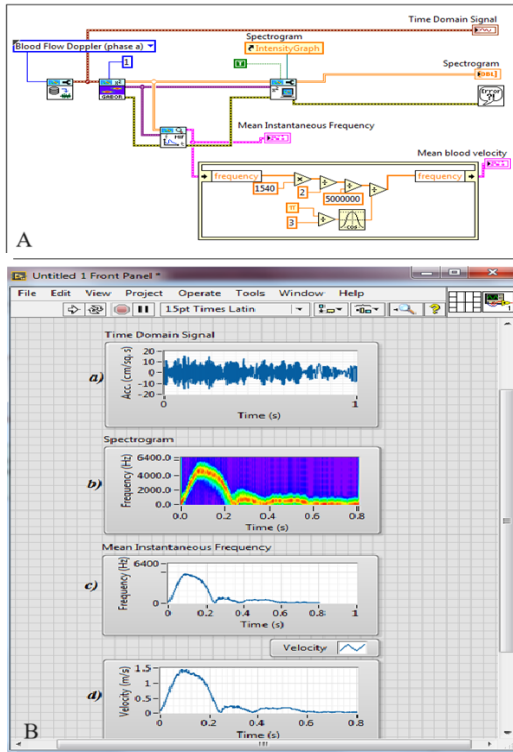 Time Domain Signal
Blood Flow Doppler (phase a)
Spectrogram
IntensityGraph
1
T
Spectrogram
DBL
GABOR
Error
?!
MIF
Mean Instantaneous Frequency
Mean blood velocity
frequency
frequency
1540
2
5000000
π
3
cos
A
Untitled 1 Front Panel *
File Edit View Project Operate Tools Window Help
15pt Times Latin
Time Domain Signal
a)
Acc. (cm/sq. s)
20
10
0
-10
-20
0 1
Time (s)
Spectrogram
b)
Frequency (Hz)
6400.0
4000.0
2000.0
0.0
0.0 0.2 0.4 0.6 0.8
Time (s)
Mean Instantaneous Frequency
c)
Frequency (Hz)
6400
0
0 0.2 0.4 0.6 0.8 1
Time (s)
Velocity
d)
Velocity (m/s)
1.5
1
0.5
0
0 0.2 0.4 0.6 0.8
Time (s)
B